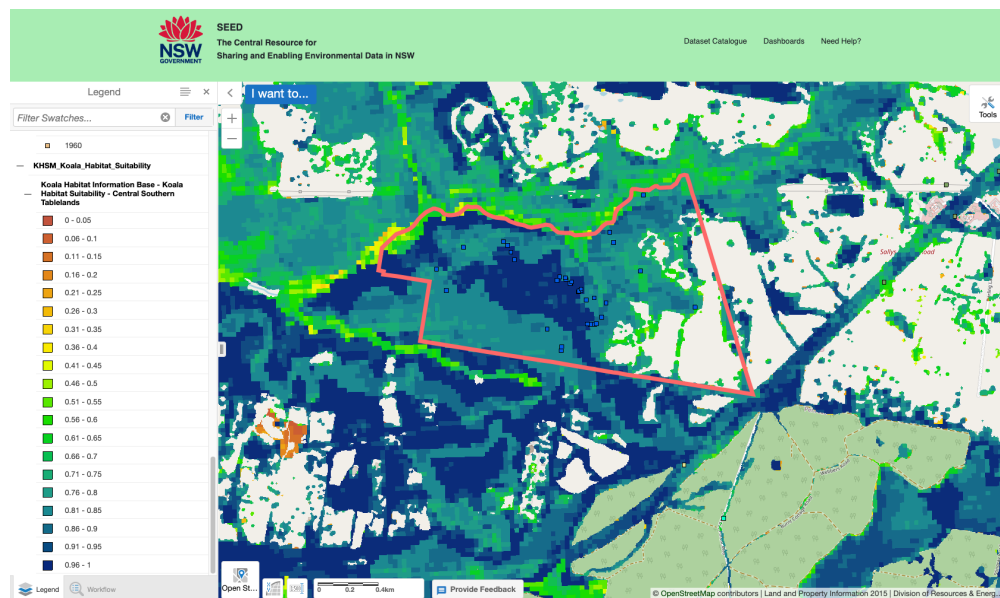 SEED
The Central Resource for
Sharing and Enabling Environmental Data in NSW
NSW
GOVERNMENT
Dataset Catalogue
Dashboards
Need Help?
Legend
I want to...
Filter Swatches...
Filter
Tools
1960
KHSM_Koala_Habitat_Suitability
Koala Habitat Information Base - Koala
Habitat Suitability - Central Southern
Tablelands
0 - 0.05
0.06 - 0.1
0.11 - 0.15
0.16 - 0.2
0.21 - 0.25
0.26 - 0.3
0.31 - 0.35
0.36 - 0.4
0.41 - 0.45
0.46 - 0.5
0.51 - 0.55
0.56 - 0.6
0.61 - 0.65
0.66 - 0.7
0.71 - 0.75
0.76 - 0.8
0.81 - 0.85
0.86 - 0.9
0.91 - 0.95
0.96 - 1
Open St...
0
0.2
0.4km
Provide Feedback
© OpenStreetMap contributors | Land and Property Information 2015 | Division of Resources & Energ...
Legend
Workflow